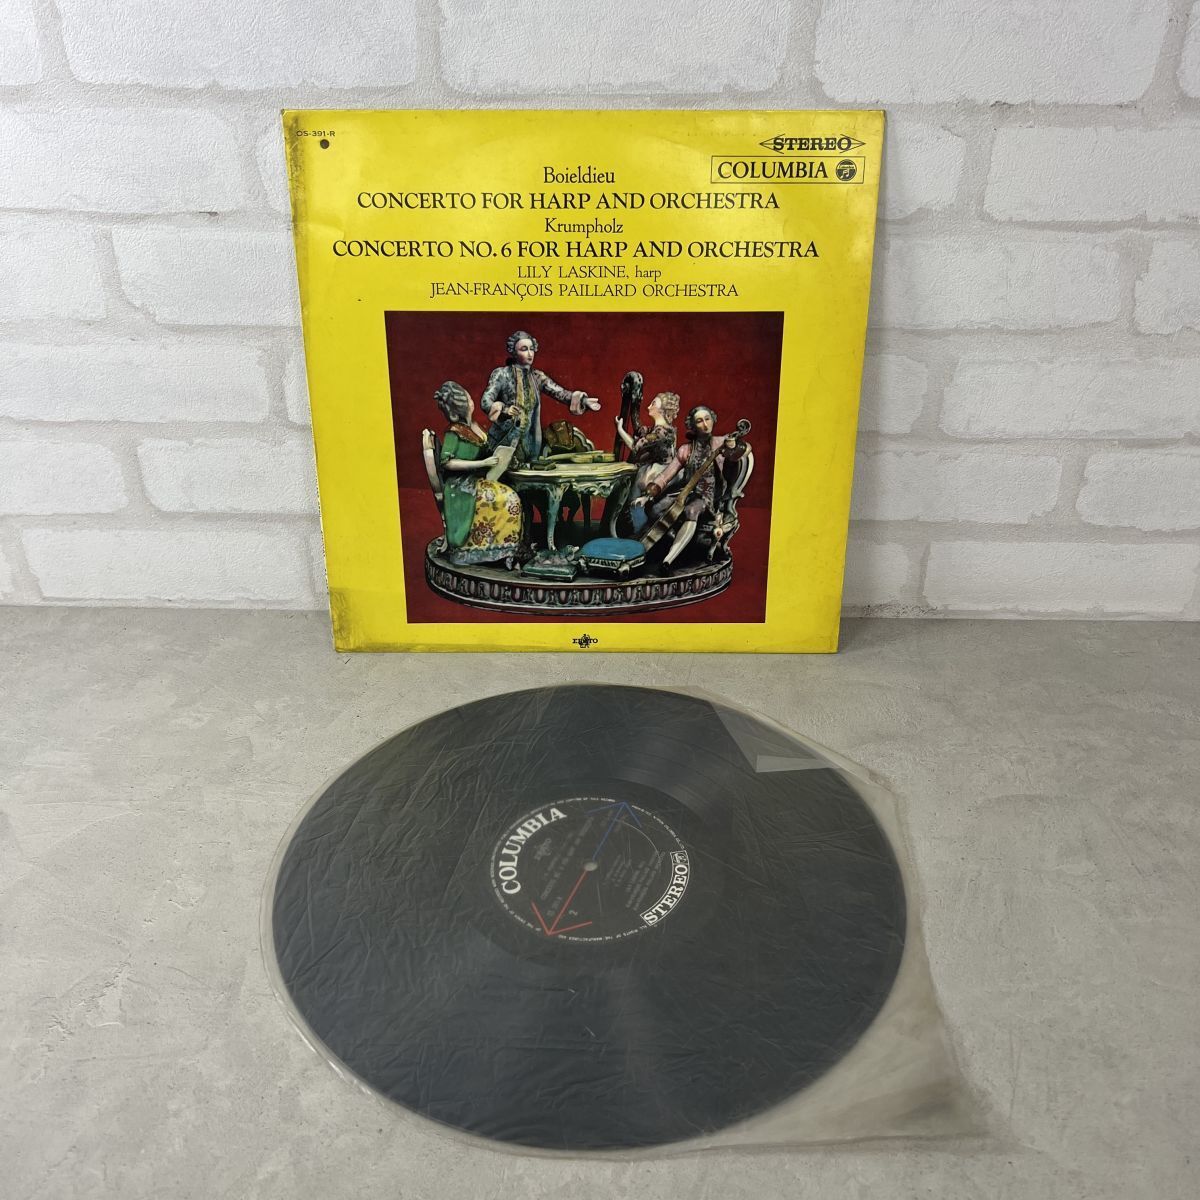 OS-391-R
STEREO
COLUMBIA
Boieldieu
CONCERTO FOR HARP AND ORCHESTRA
Krumpholz
CONCERTO NO. 6 FOR HARP AND ORCHESTRA
LILY LASKINE, harp
JEAN-FRANÇOIS PAILLARD ORCHESTRA
ERATO
COLUMBIA
STEREO
2